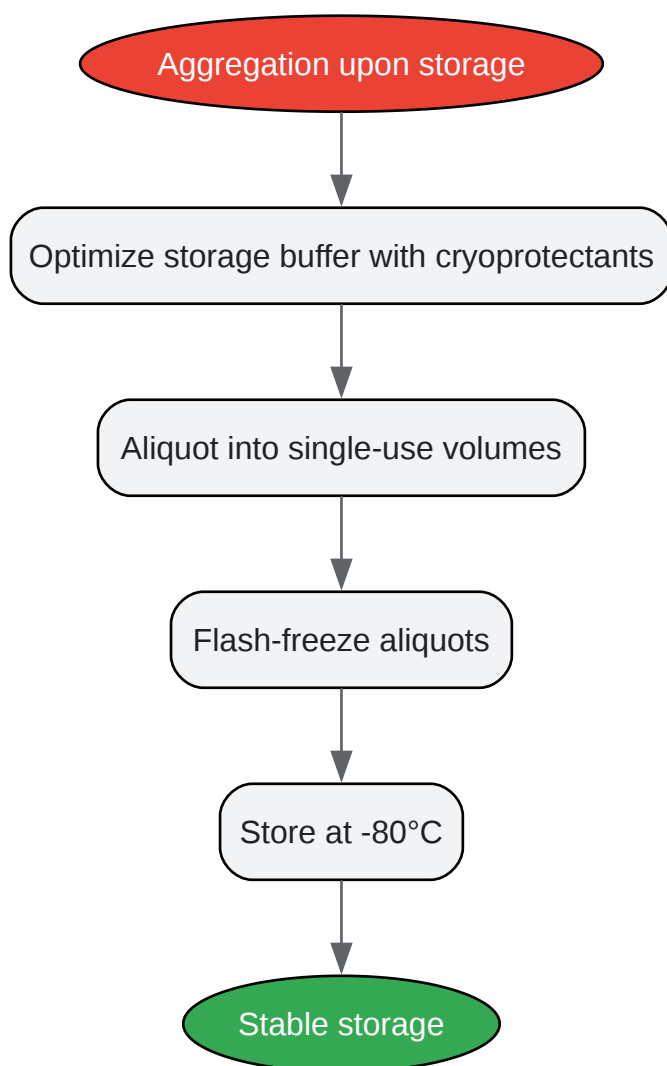 Aggregation upon storage
Optimize storage buffer with cryoprotectants
Aliquot into single-use volumes
Flash-freeze aliquots
Store at -80°C
Stable storage